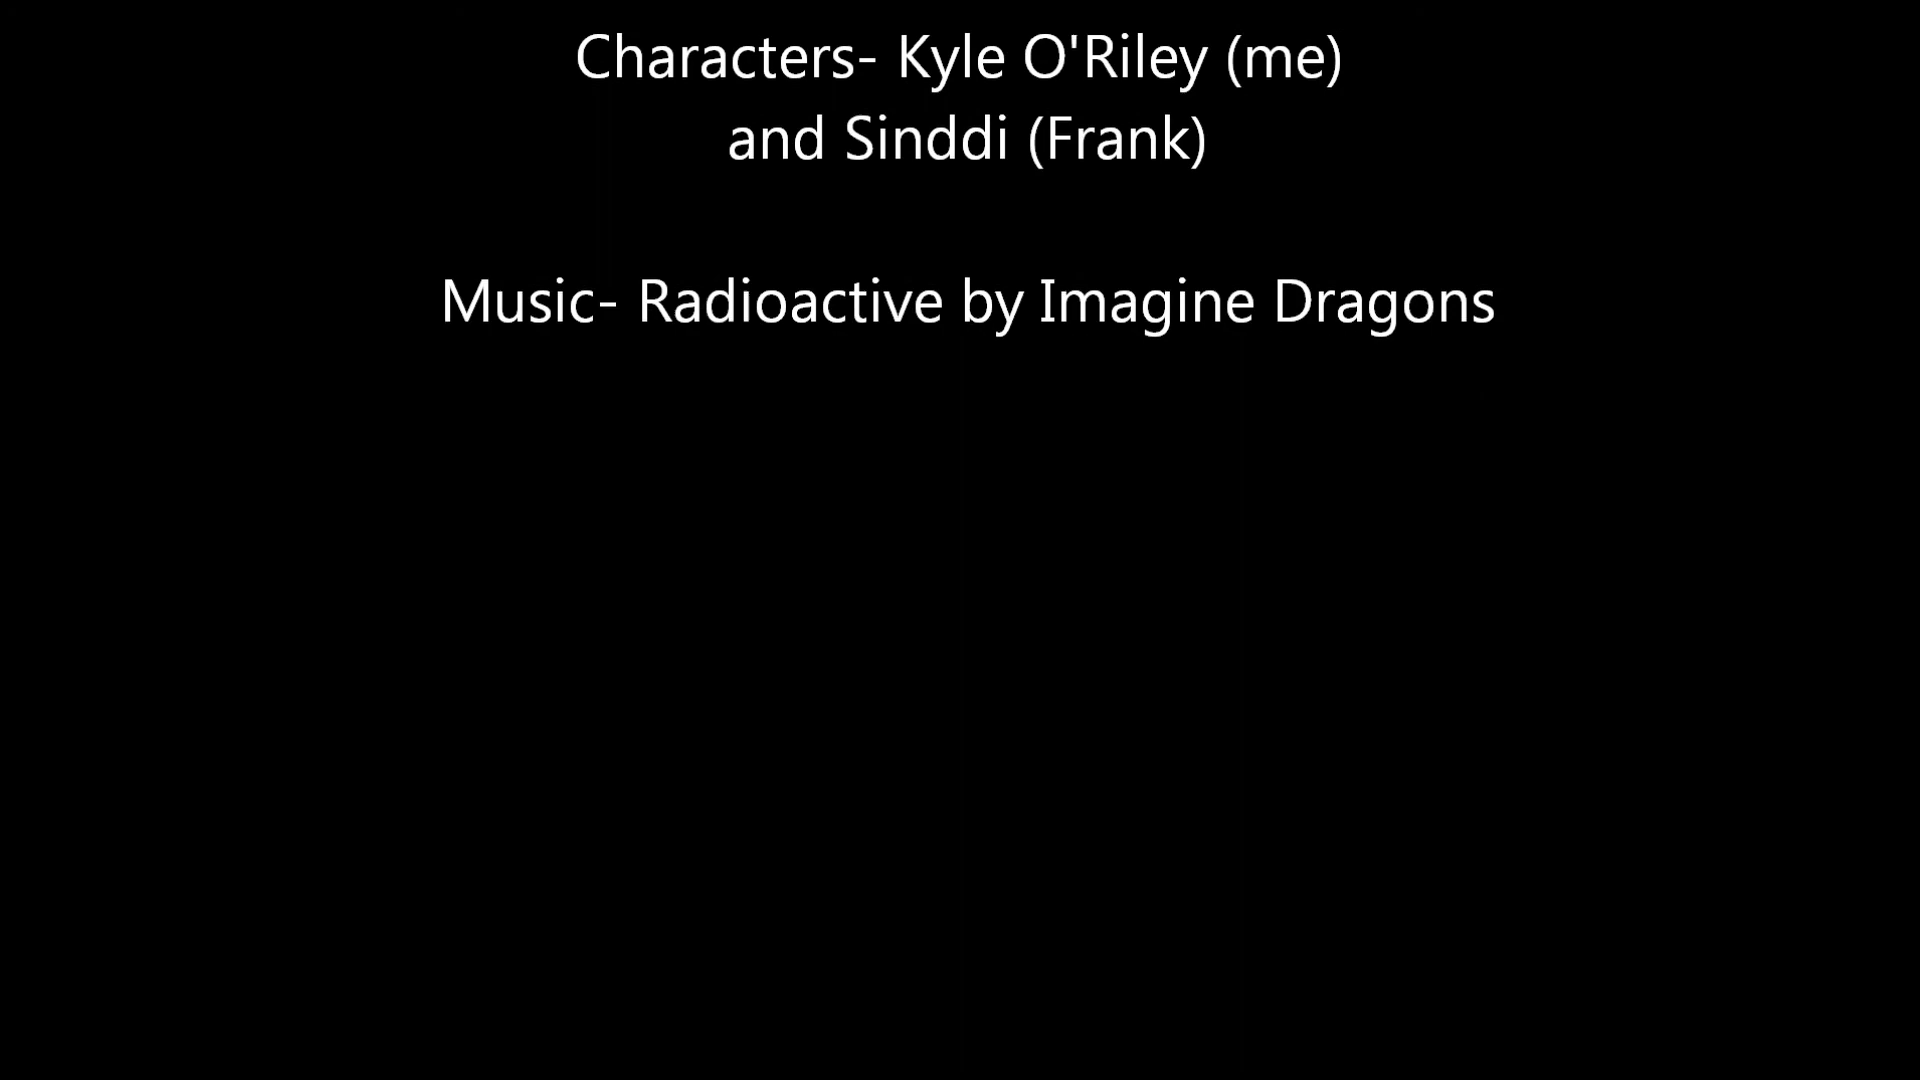 Characters- Kyle O'Riley (me)
and Sinddi (Frank)
Music- Radioactive by Imagine Dragons